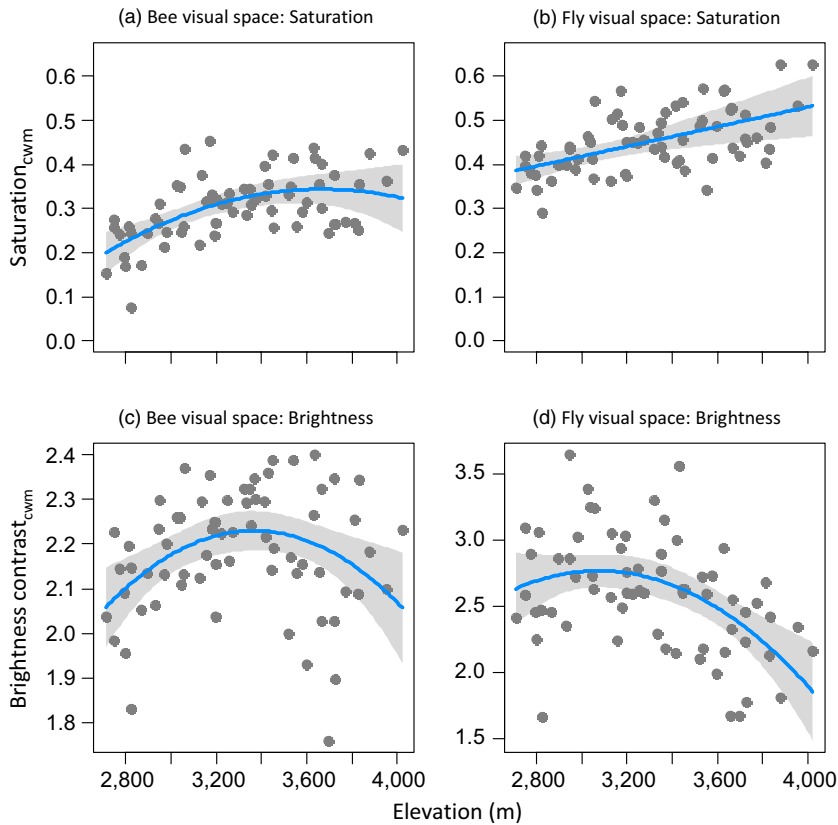 (a) Bee visual space: Saturation
(b) Fly visual space: Saturation
Saturation_cwm
0.6
0.5
0.4
0.3
0.2
0.1
0.0
0.6
0.5
0.4
0.3
0.2
0.1
0.0
(c) Bee visual space: Brightness
(d) Fly visual space: Brightness
Brightness contrast_cwm
2.4
2.3
2.2
2.1
2.0
1.9
1.8
3.5
3.0
2.5
2.0
1.5
2,800 3,200 3,600 4,000
2,800 3,200 3,600 4,000
Elevation (m)